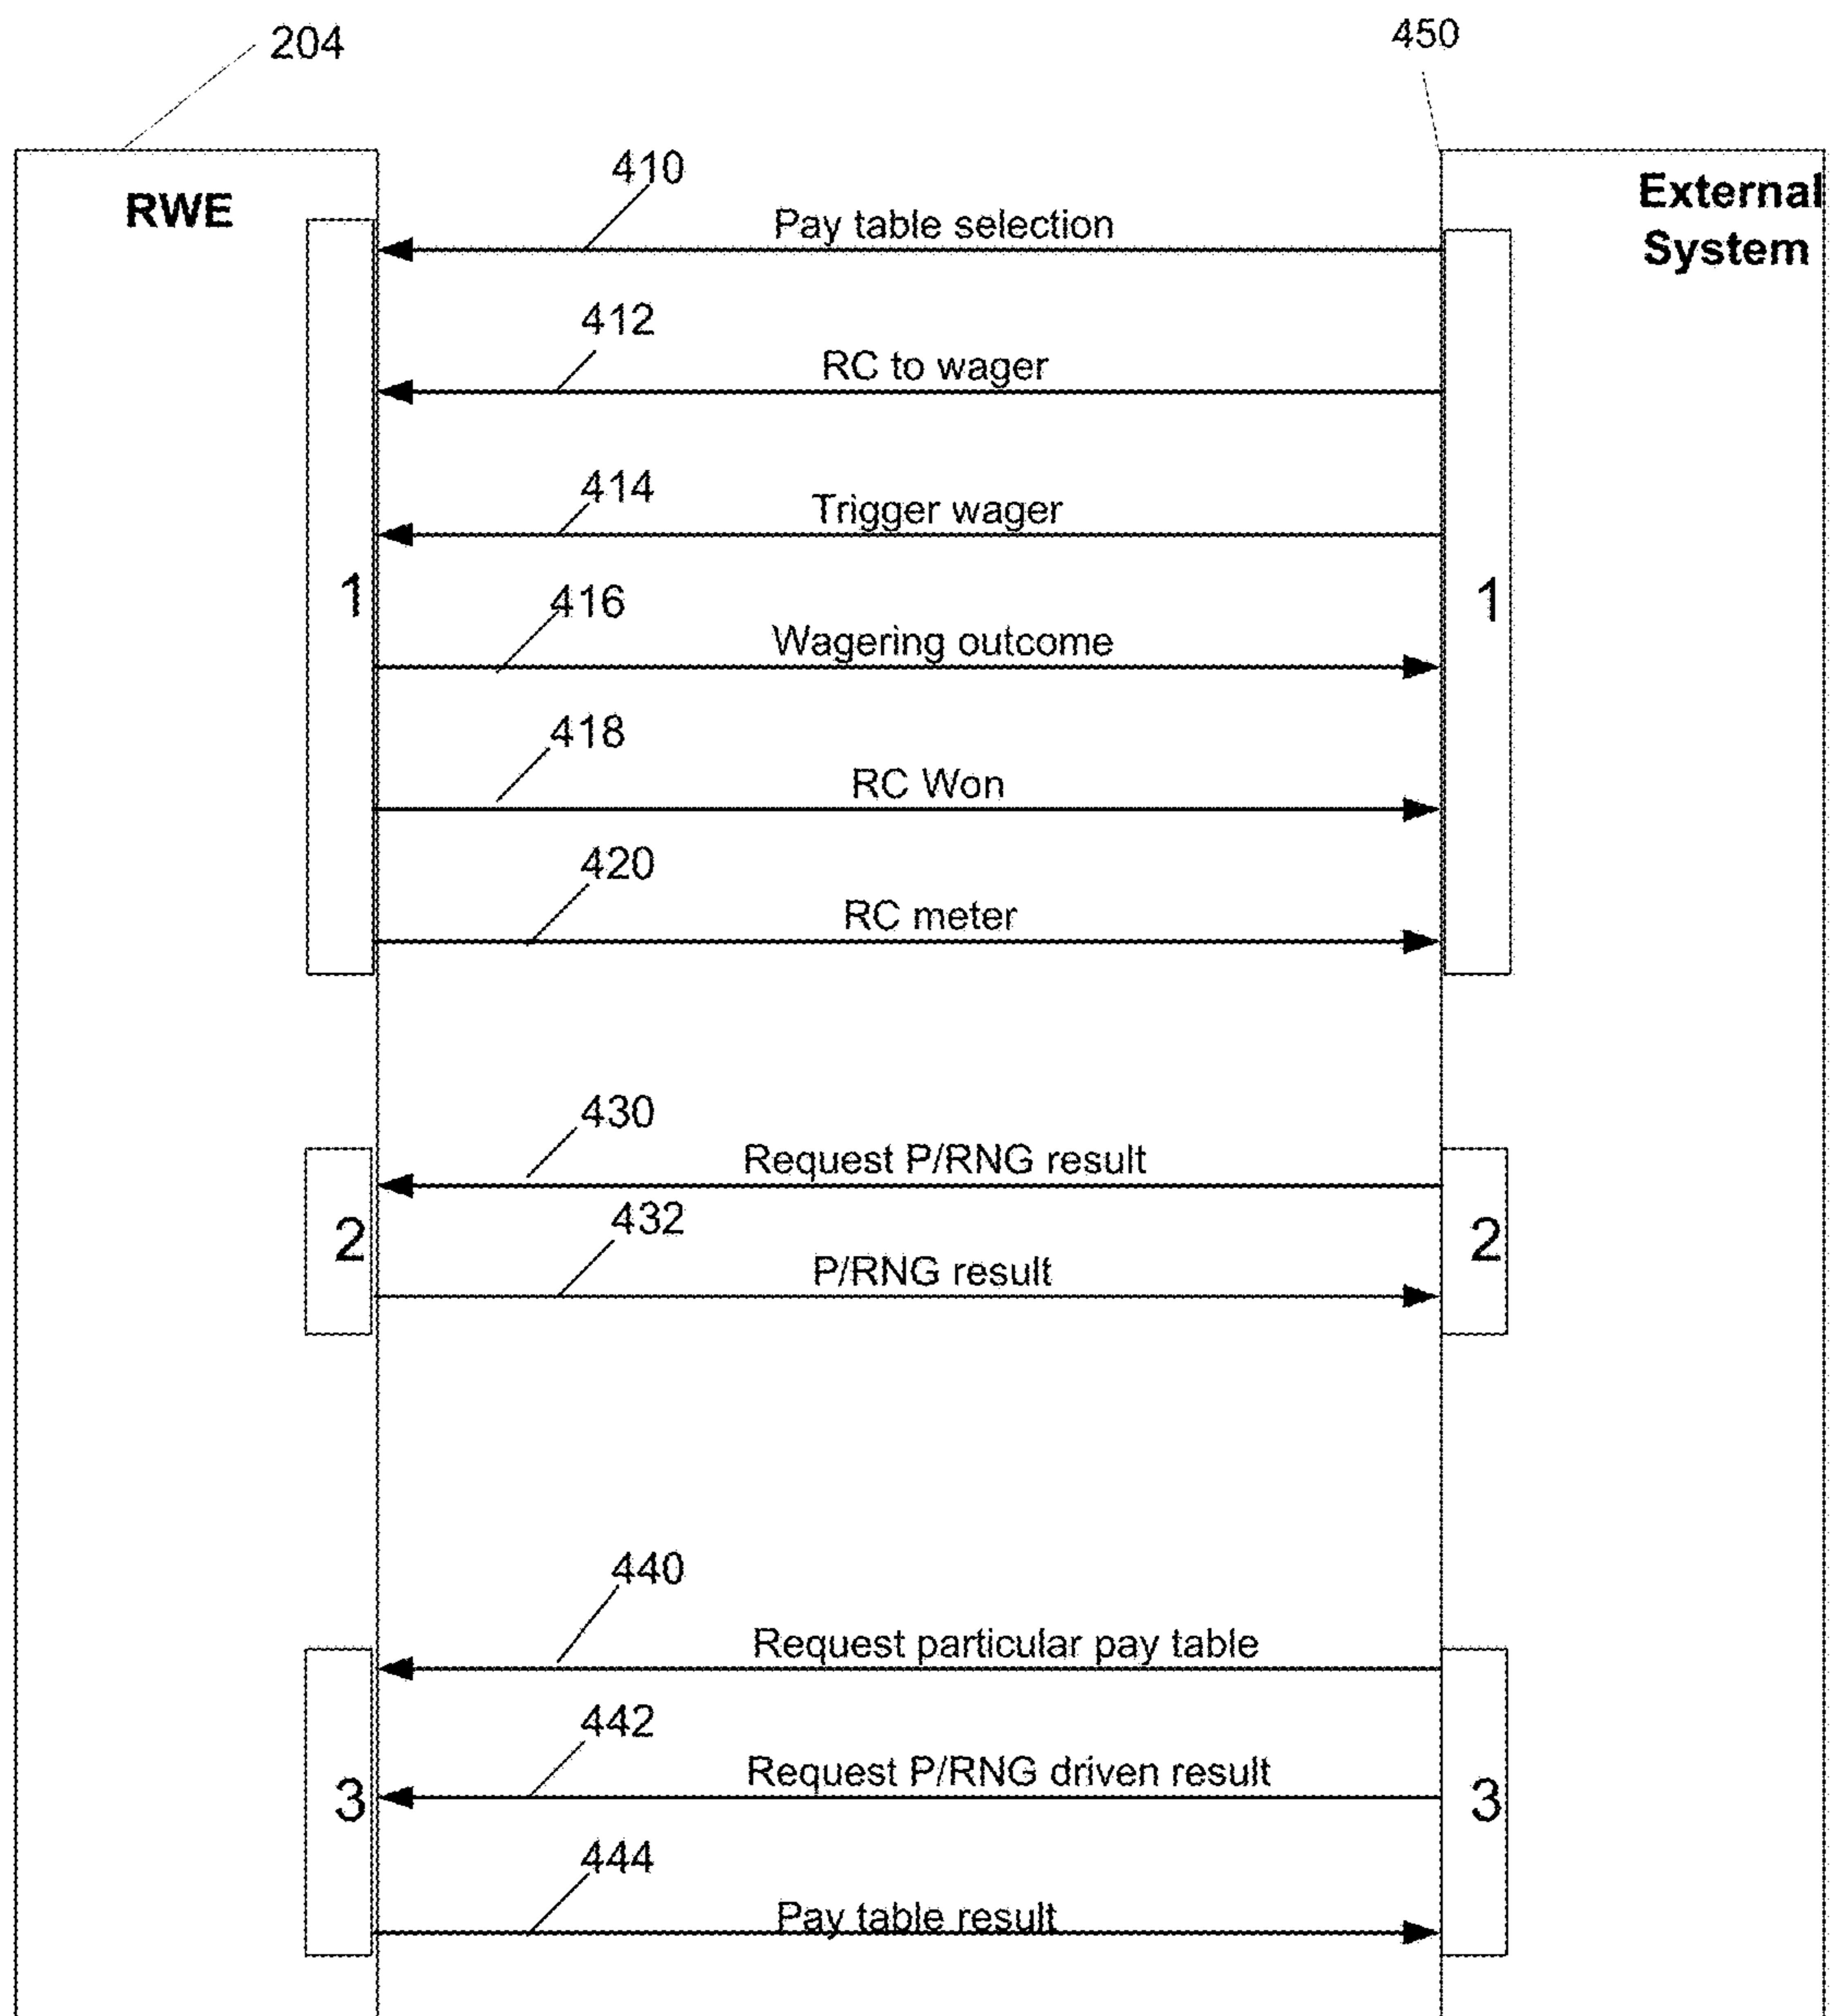 204
450
RWE
External
System
410
Pay table selection
412
RC to wager
414
Trigger wager
1
1
416
Wagering outcome
418
RC Won
420
RC meter
430
Request P/RNG result
2
2
432
P/RNG result
440
Request particular pay table
442
Request P/RNG driven result
3
3
444
Pay table result